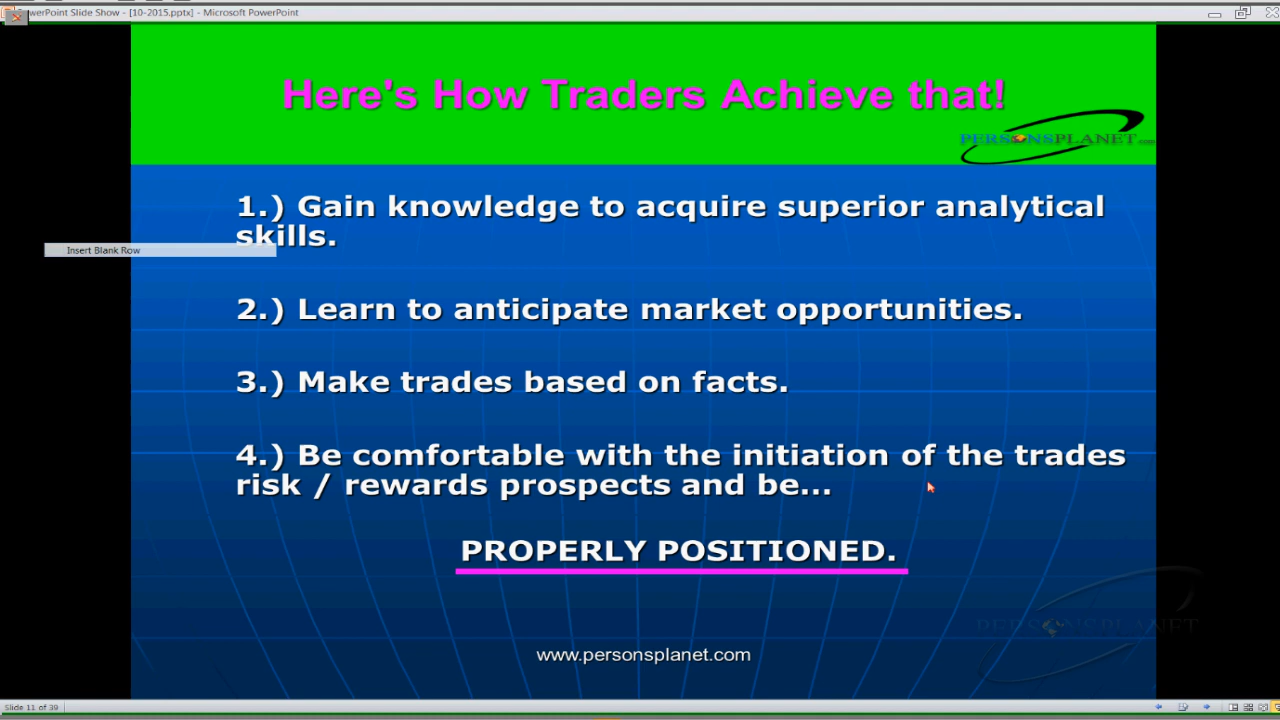 PowerPoint Slide Show - [10-2015.pptx] - Microsoft PowerPoint
Here's How Traders Achieve that!
PERSONSPLANET.com
1.) Gain knowledge to acquire superior analytical
skills.
Insert Blank Row
2.) Learn to anticipate market opportunities.
3.) Make trades based on facts.
4.) Be comfortable with the initiation of the trades
risk / rewards prospects and be...
PROPERLY POSITIONED.
PERSONSPLANET
www.personsplanet.com
Slide 11 of 39